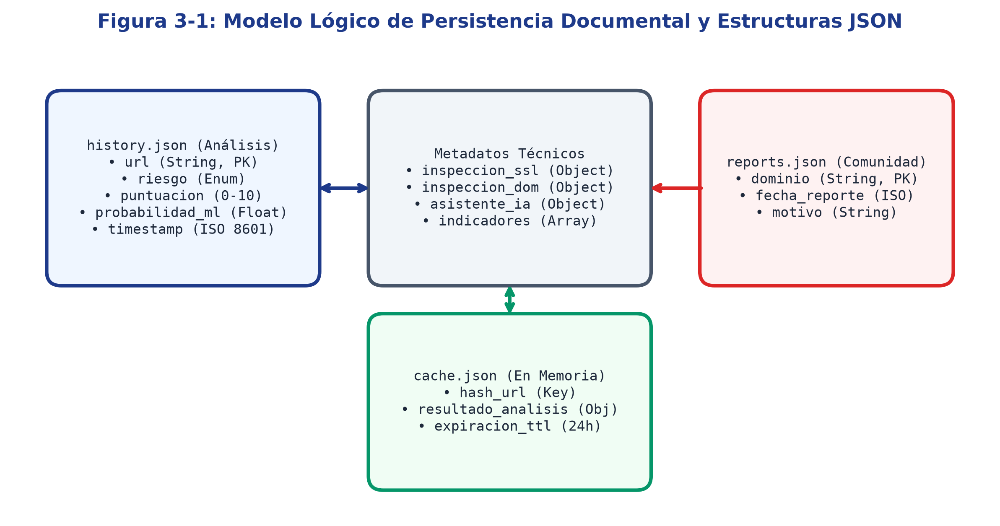 Figura 3-1: Modelo Lógico de Persistencia Documental y Estructuras JSON
history.json (Análisis)
• url (String, PK)
• riesgo (Enum)
• puntuacion (0-10)
• probabilidad_ml (Float)
• timestamp (ISO 8601)
Metadatos Técnicos
• inspeccion_ssl (Object)
• inspeccion_dom (Object)
• asistente_ia (Object)
• indicadores (Array)
reports.json (Comunidad)
• dominio (String, PK)
• fecha_reporte (ISO)
• motivo (String)
cache.json (En Memoria)
• hash_url (Key)
• resultado_analisis (Obj)
• expiracion_ttl (24h)